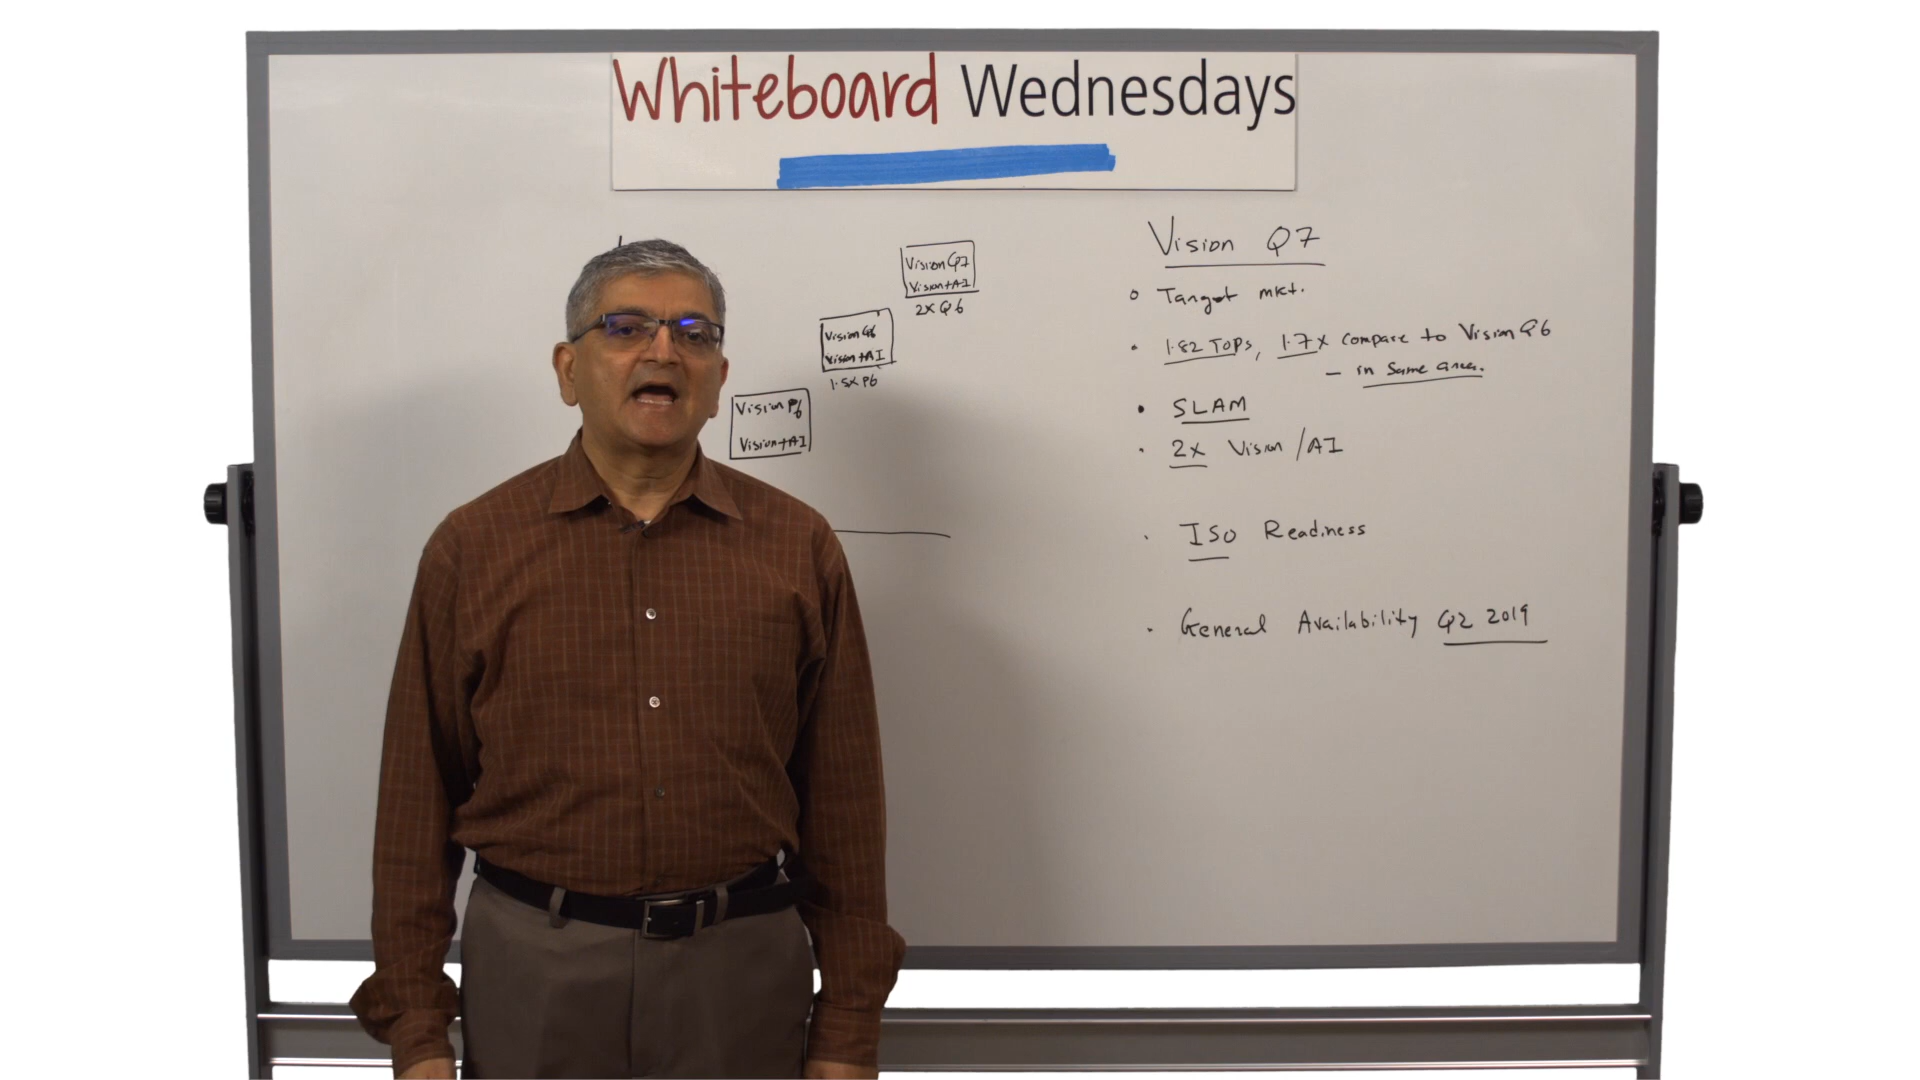 Whiteboard Wednesdays
Vision Q7
Vision+AI
2x Q6
Vision Q6
Vision+AI
1.5x P6
Vision P6
Vision+AI
Vision Q7
Target mkt.
1.82 TOPs, 1.7x compare to Vision Q6
- in same area.
SLAM
2x Vision/AI
ISO Readiness
General Availability Q2 2019